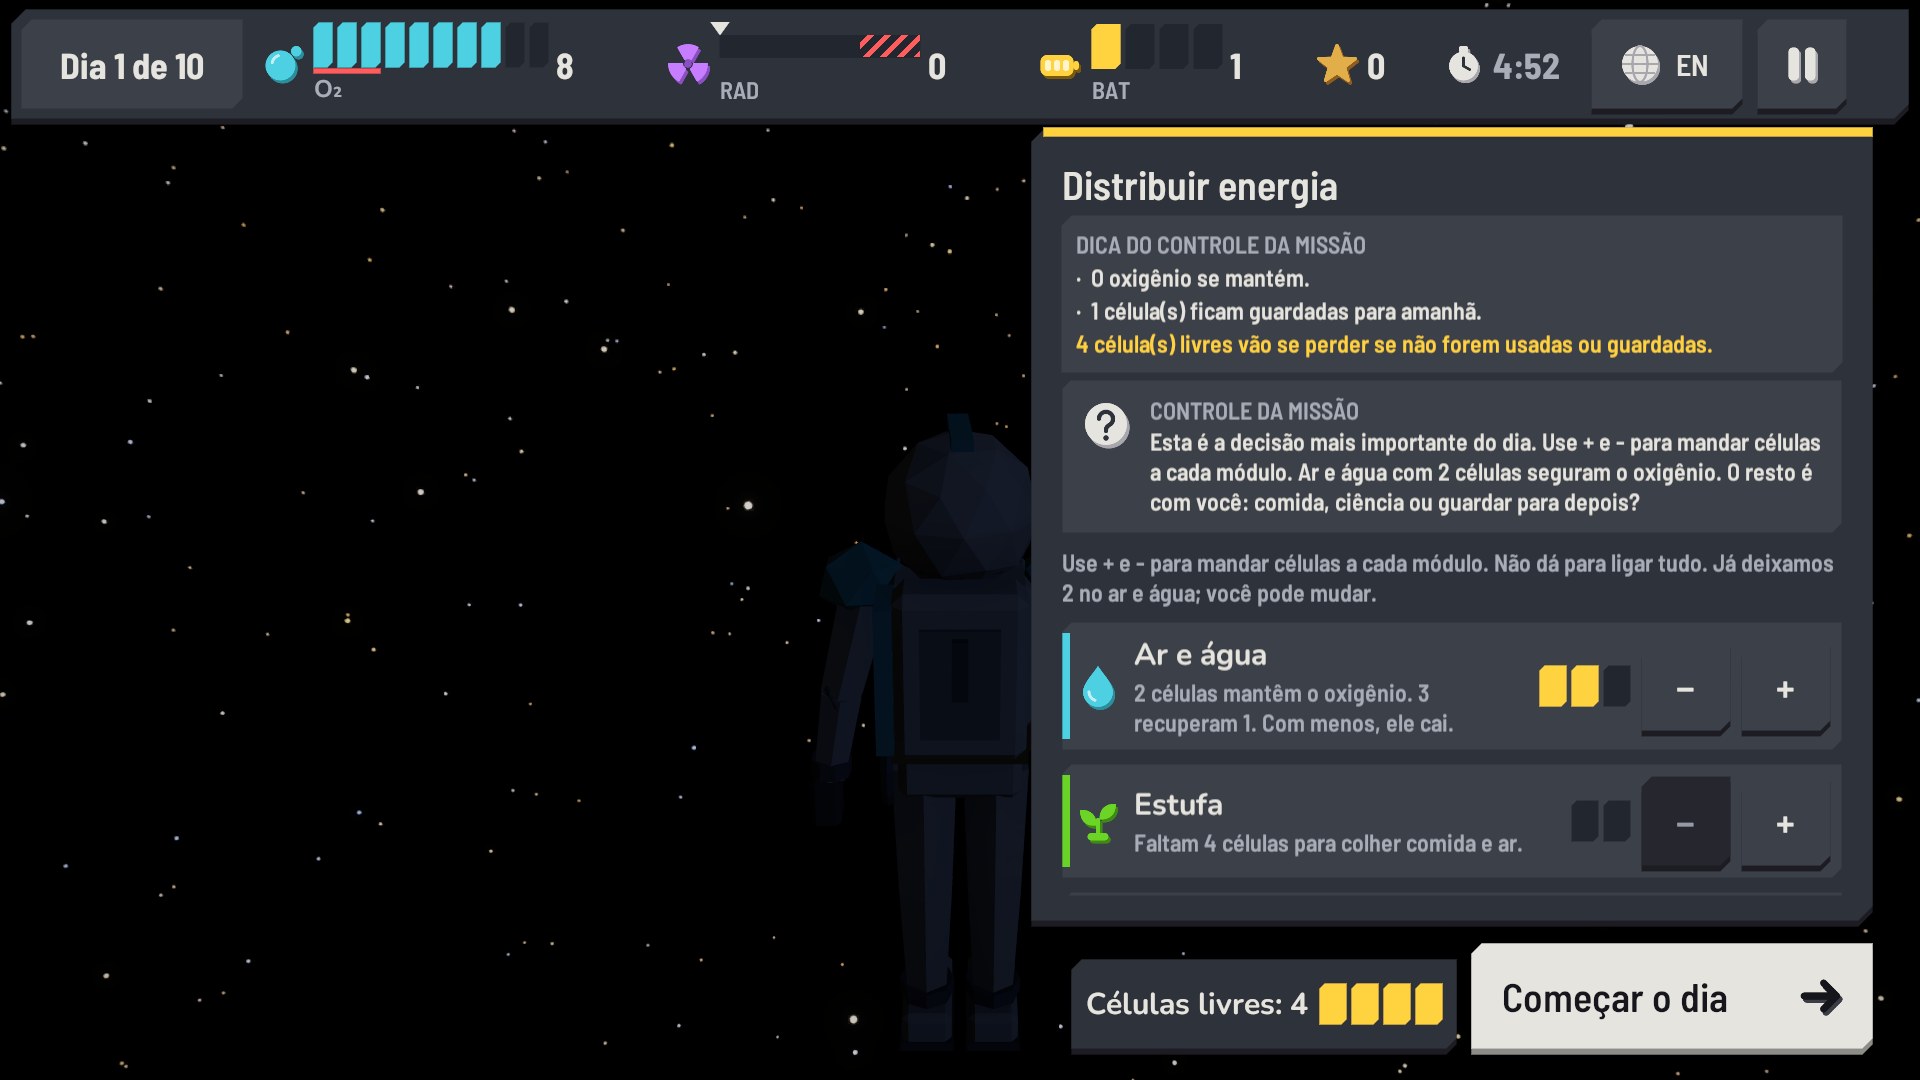 Dia 1 de 10
8
O₂
RAD
0
BAT
1
0
4:52
EN
Distribuir energia
DICA DO CONTROLE DA MISSÃO
· O oxigênio se mantém.
· 1 célula(s) ficam guardadas para amanhã.
4 célula(s) livres vão se perder se não forem usadas ou guardadas.
?
CONTROLE DA MISSÃO
Esta é a decisão mais importante do dia. Use + e - para mandar células
a cada módulo. Ar e água com 2 células seguram o oxigênio. O resto é
com você: comida, ciência ou guardar para depois?
Use + e - para mandar células a cada módulo. Não dá para ligar tudo. Já deixamos
2 no ar e água; você pode mudar.
Ar e água
2 células mantêm o oxigênio. 3
recuperam 1. Com menos, ele cai.
− +
Estufa
Faltam 4 células para colher comida e ar.
− +
Células livres: 4
Começar o dia